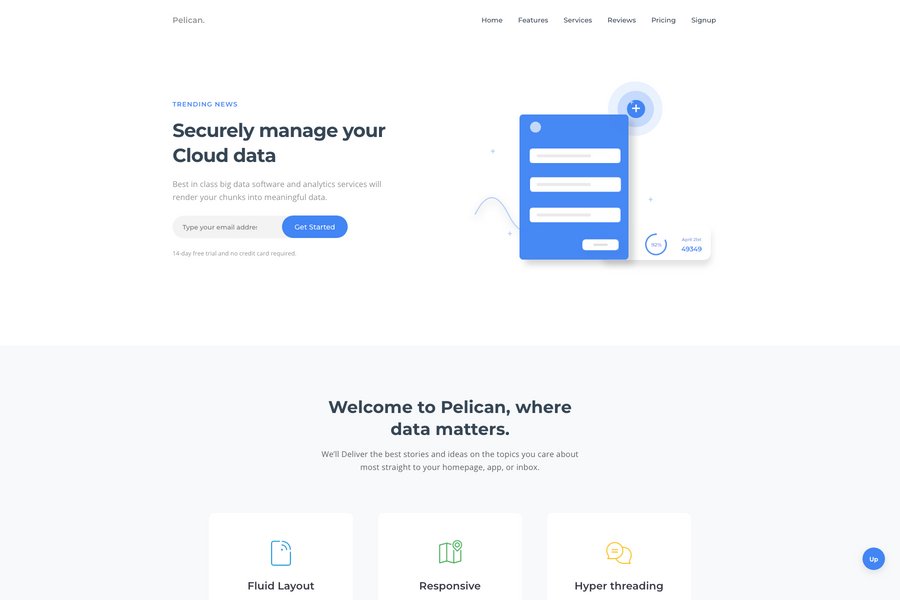 Pelican.
Home Features Services Reviews Pricing Signup
TRENDING NEWS
Securely manage your
Cloud data
Best in class big data software and analytics services will
render your chunks into meaningful data.
Type your email addres
Get Started
14 day free trial and no credit card required.
92%
April 21st
49349
Welcome to Pelican, where
data matters.
We'll Deliver the best stories and ideas on the topics you care about
most straight to your homepage, app, or inbox.
Fluid Layout
Responsive
Hyper threading
Up